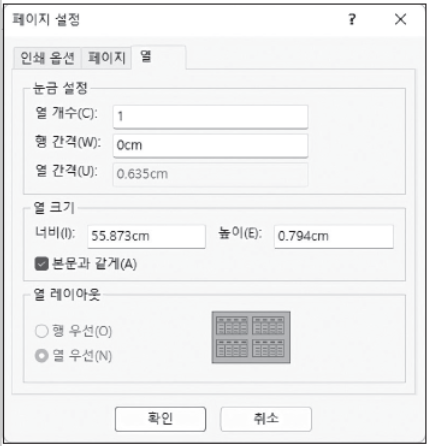 페이지 설정 ? ×
인쇄 옵션 페이지 열
눈금 설정
열 개수(C): 1
행 간격(W): 0cm
열 간격(U): 0.635cm
열 크기
너비(I): 55.873cm 높이(E): 0.794cm
본문과 같게(A)
열 레이아웃
행 우선(O)
열 우선(N)
확인 취소